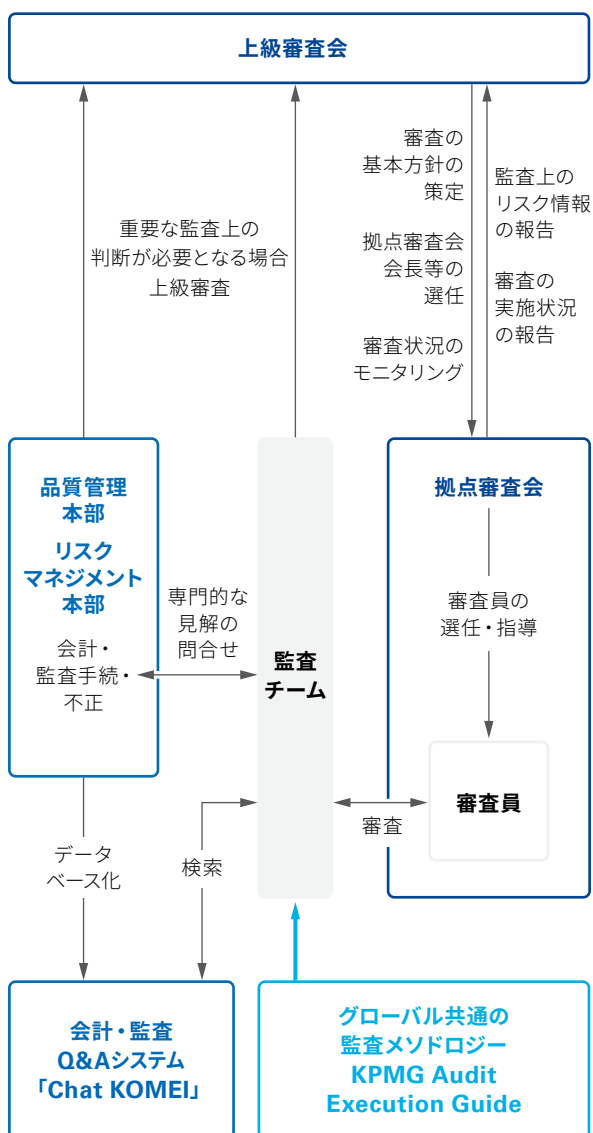 上級審査会
重要な監査上の
判断が必要となる場合
上級審査
審査の
基本方針の
策定
拠点審査会
会長等の
選任
審査状況の
モニタリング
監査上の
リスク情報
の報告
審査の
実施状況
の報告
品質管理
本部
リスク
マネジメント
本部
会計・
監査手続・
不正
専門的な
見解の
問合せ
監査
チーム
拠点審査会
審査員の
選任・指導
審査員
審査
データ
ベース化
検索
会計・監査
Q&Aシステム
「Chat KOMEI」
グローバル共通の
監査メソドロジー
KPMG Audit
Execution Guide